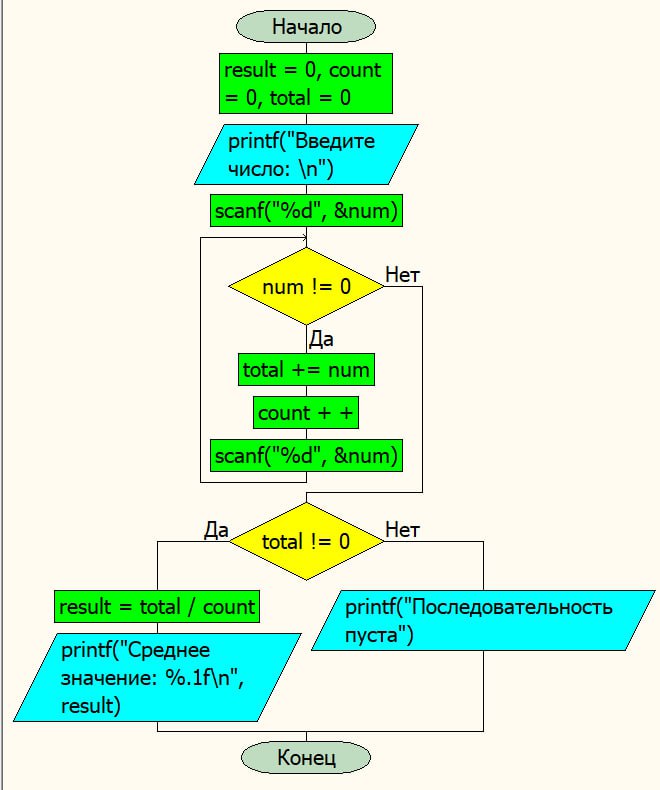 Начало
result = 0, count
= 0, total = 0
printf("Введите
число: \n")
scanf("%d", &num)
num != 0
Нет
Да
total += num
count + +
scanf("%d", &num)
Да
total != 0
Нет
result = total / count
printf("Среднее
значение: %.1f\n",
result)
printf("Последовательность
пуста")
Конец